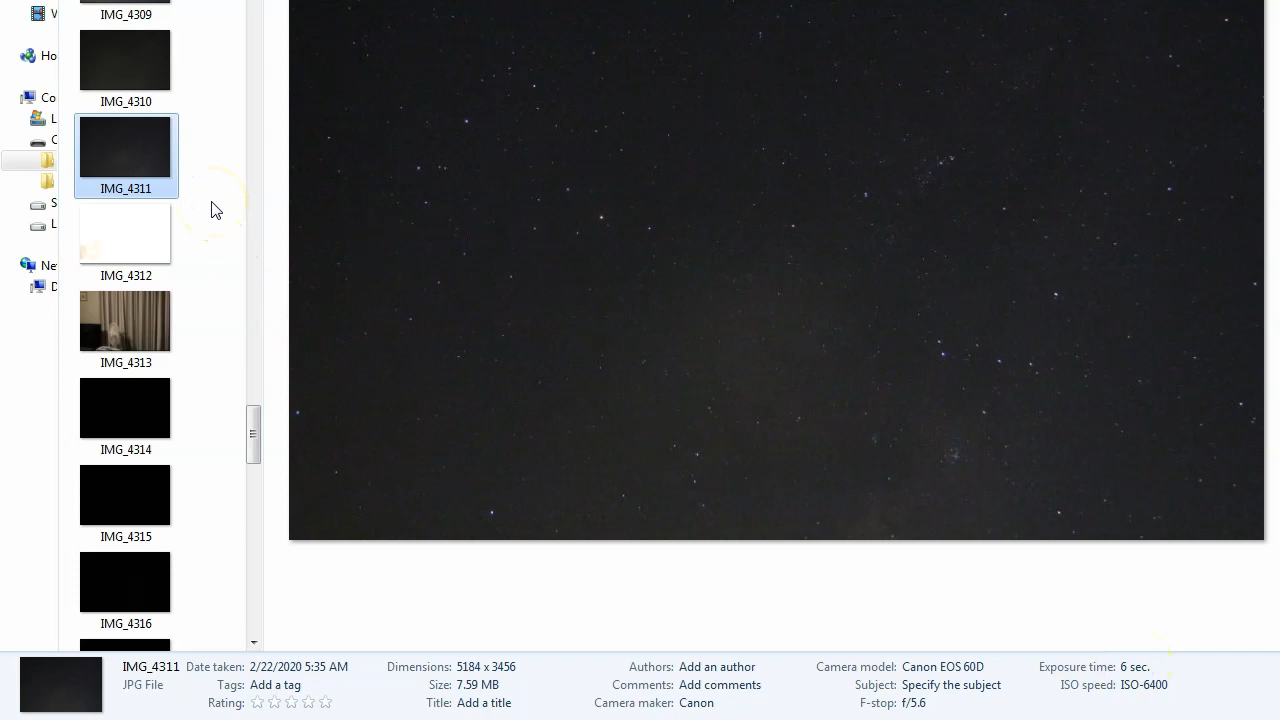 IMG_4309
IMG_4310
IMG_4311
IMG_4312
IMG_4313
IMG_4314
IMG_4315
IMG_4316
V
Ho
Co
L
C
S
L
Ne
D
IMG_4311 Date taken: 2/22/2020 5:35 AM Dimensions: 5184 x 3456 Authors: Add an author Camera model: Canon EOS 60D Exposure time: 6 sec.
JPG File Tags: Add a tag Size: 7.59 MB Comments: Add comments Subject: Specify the subject ISO speed: ISO-6400
Rating: Title: Add a title Camera maker: Canon F-stop: f/5.6